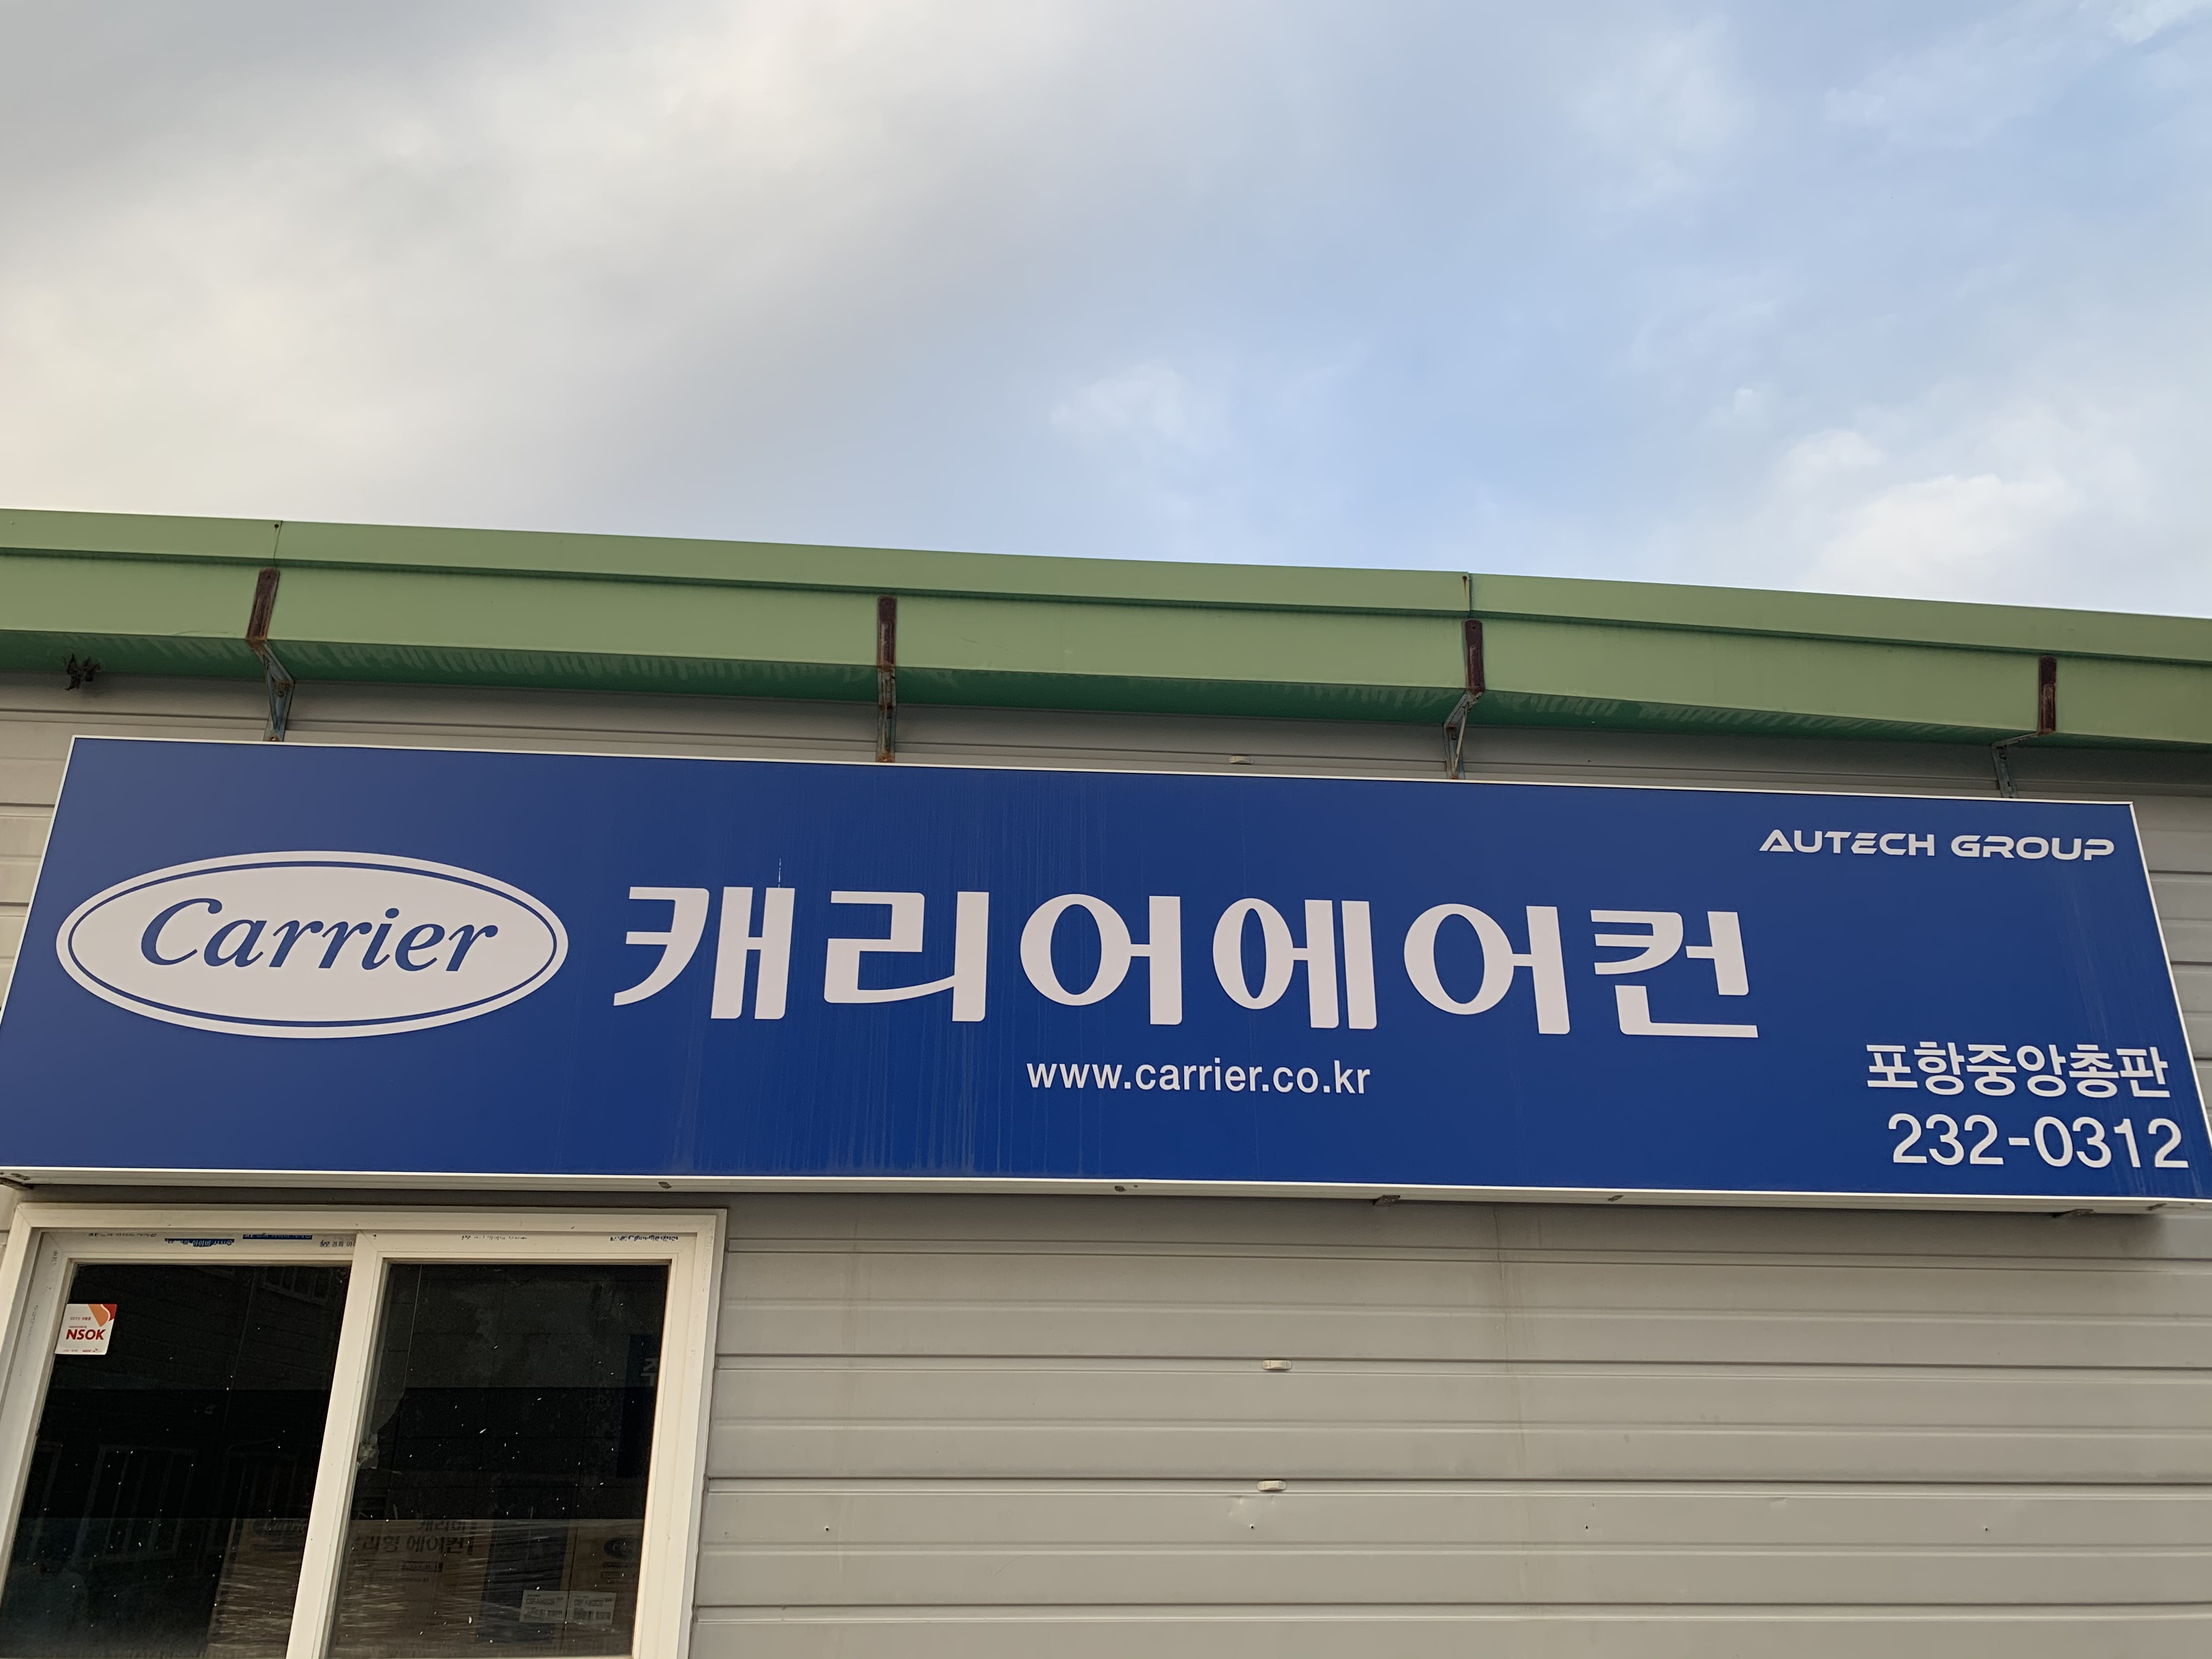 AUTECH GROUP
Carrier 캐리어에어컨
www.carrier.co.kr
포항중앙총판
232-0312
NSOK